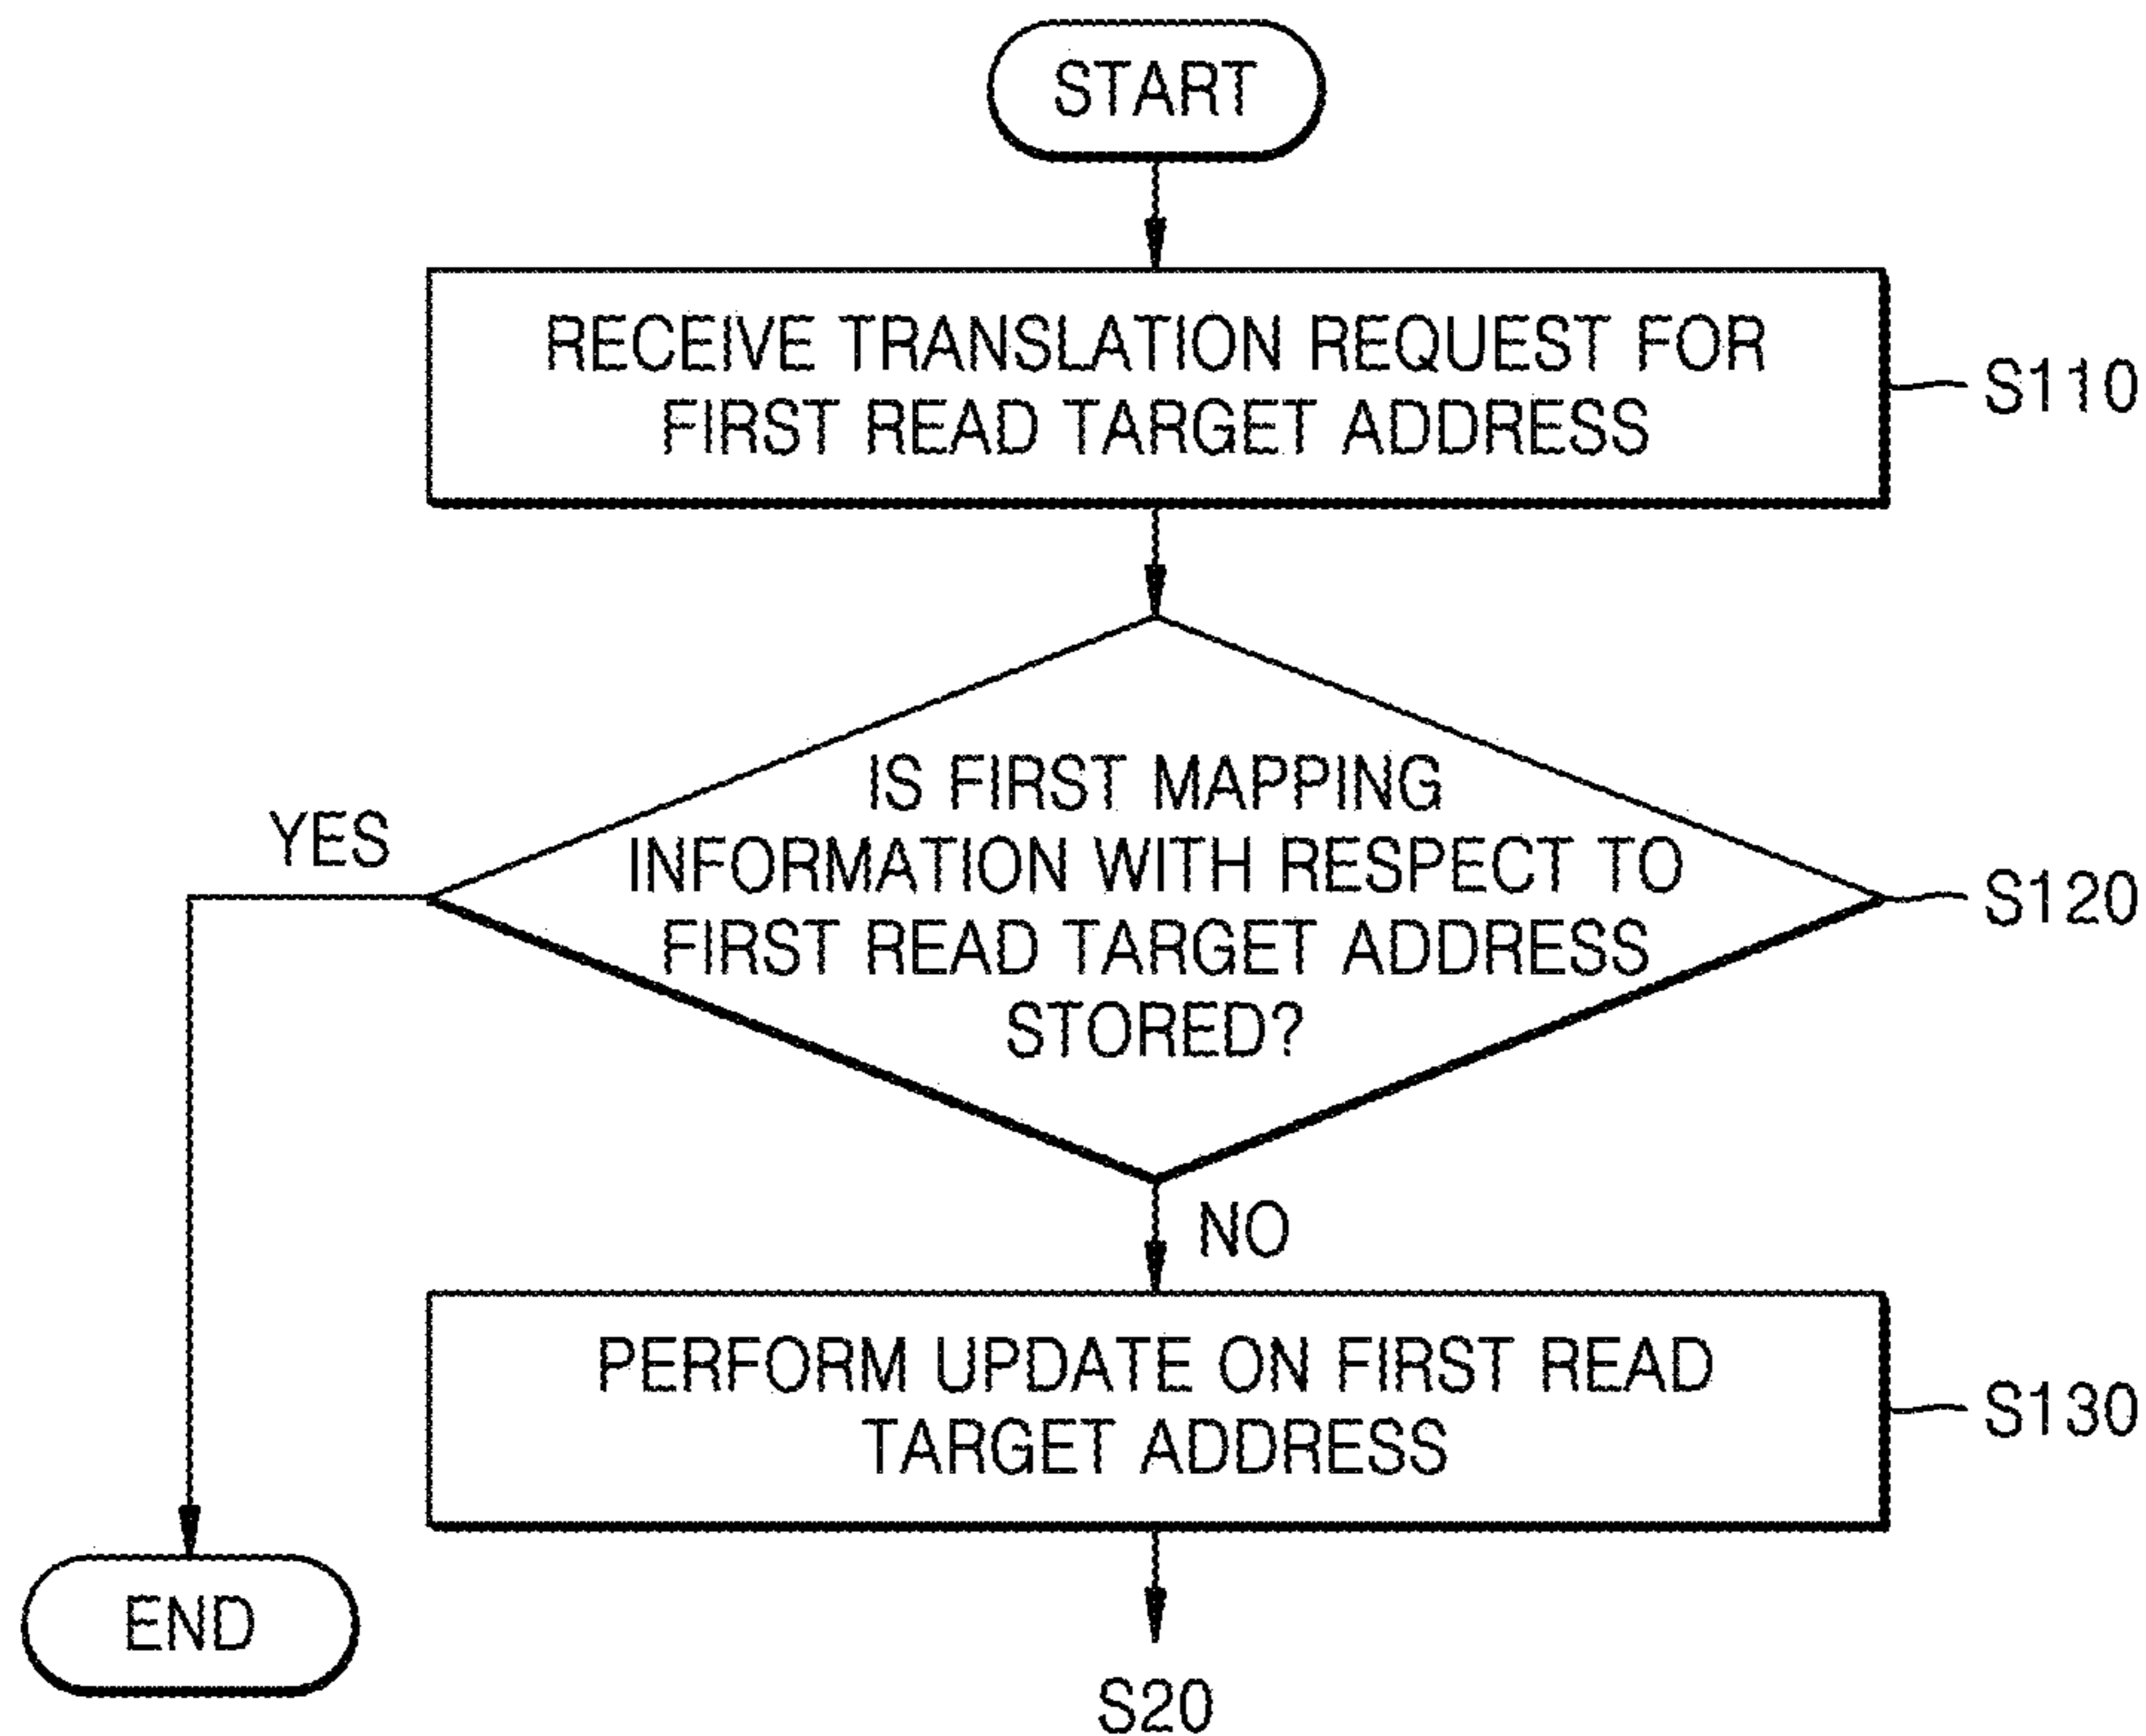 START
RECEIVE TRANSLATION REQUEST FOR
FIRST READ TARGET ADDRESS
S110
IS FIRST MAPPING
INFORMATION WITH RESPECT TO
FIRST READ TARGET ADDRESS
STORED?
YES
S120
NO
PERFORM UPDATE ON FIRST READ
TARGET ADDRESS
S130
END
S20